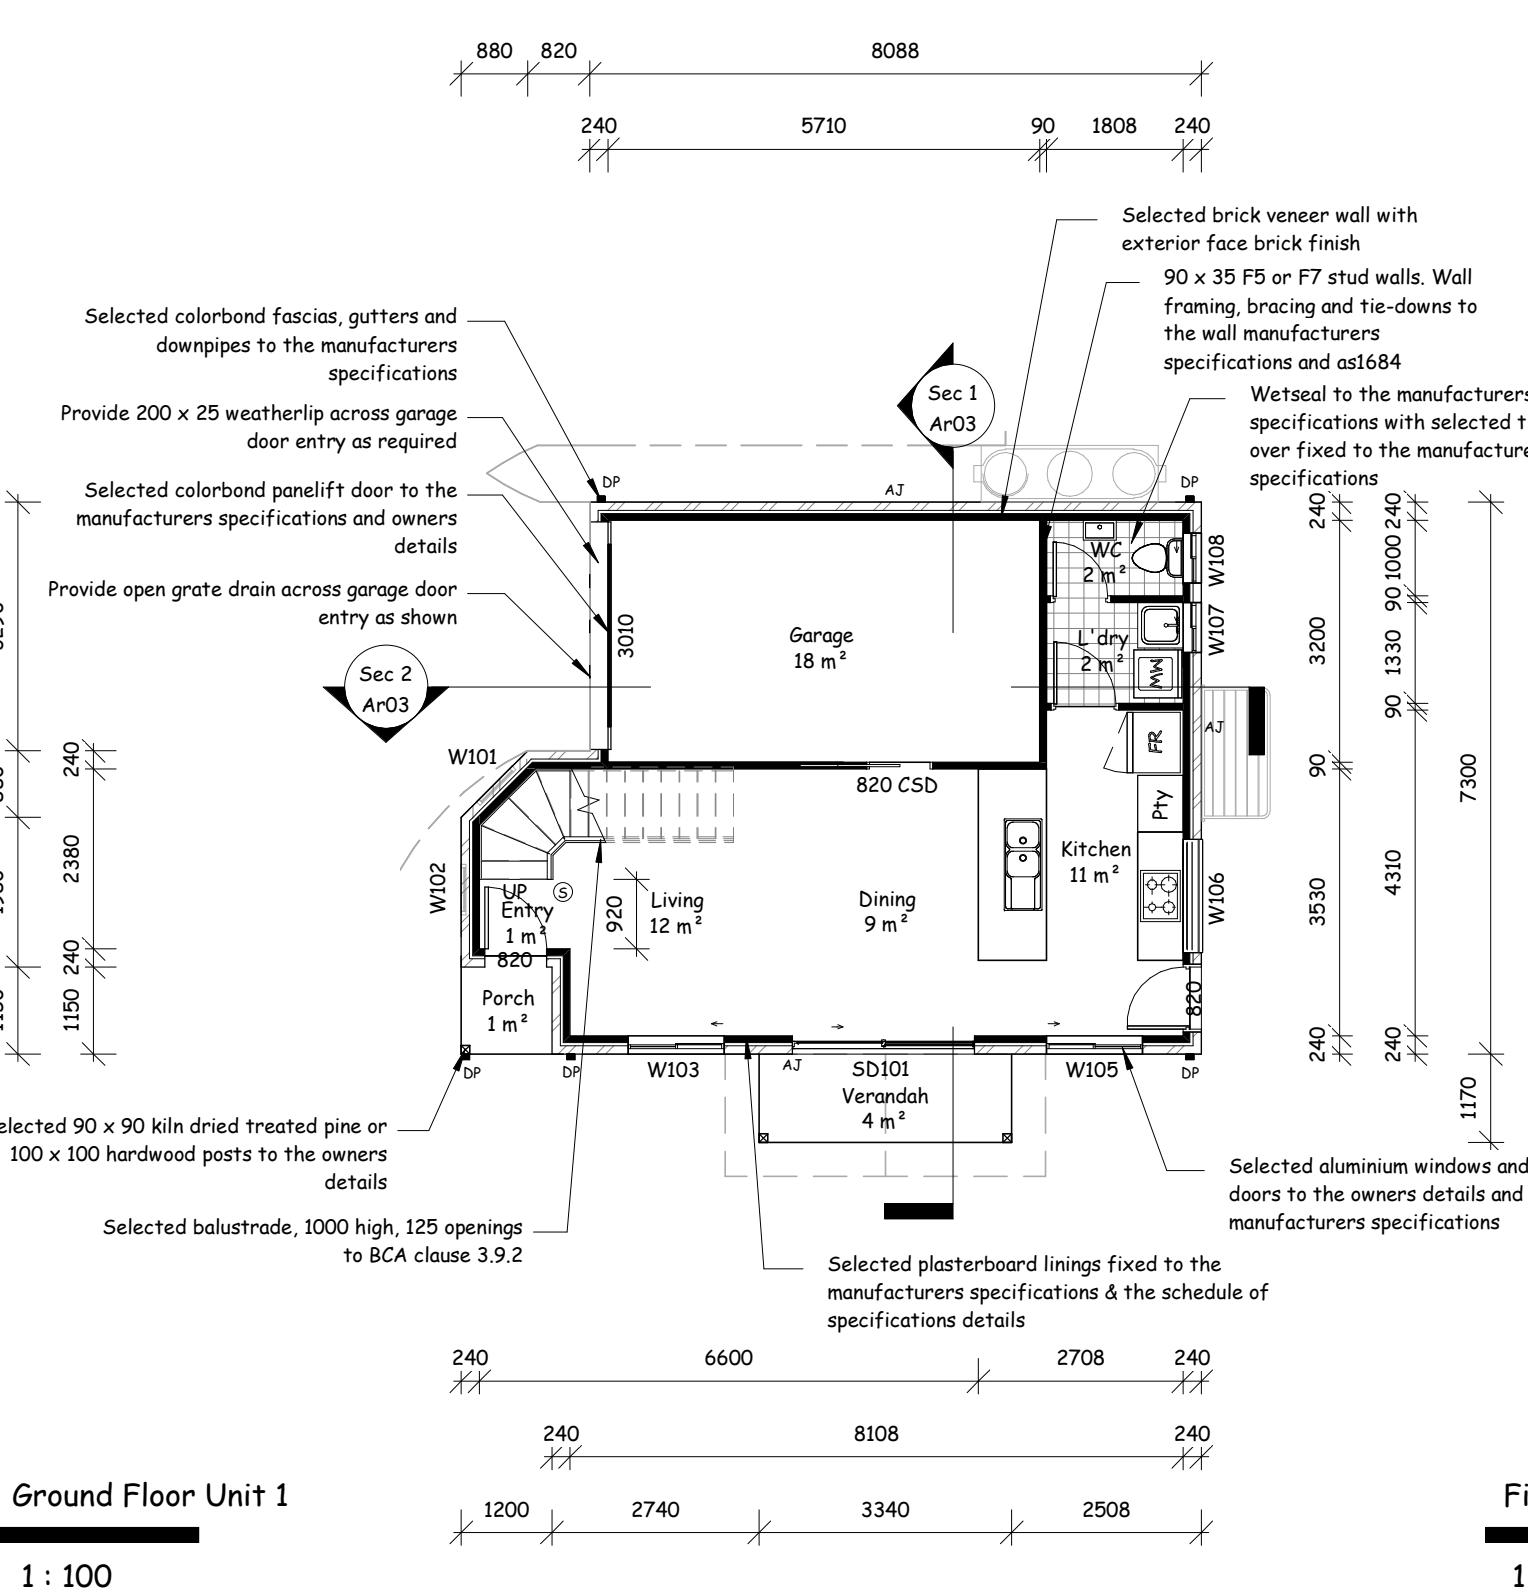 880 820 8088
240 5710 90 1808 240
Selected brick veneer wall with
exterior face brick finish
90 x 35 F5 or F7 stud walls. Wall
framing, bracing and tie-downs to
the wall manufacturers
specifications and as1684
Selected colorbond fascias, gutters and
downpipes to the manufacturers
specifications
Sec 1
Ar03
Wetseal to the manufacturers
specifications with selected
over fixed to the
specifications
Provide 200 x 25 weatherlip across garage
door entry as required
Selected colorbond panelift door to the
manufacturers specifications and owners
details
Provide open grate drain across garage door
entry as shown
Sec 2
Ar03
DP
AJ
DP
WC
2 m²
W108
L'dry
2 m²
W107
MW
Garage
18 m²
3010
FR
AJ
W101
820 CSD
Pty
Kitchen
11 m²
W106
W102
UP
S
Entry
1 m²
820
920
Living
12 m²
Dining
9 m²
820
Porch
1 m²
DP
DP
W103
AJ
SD101
W105
DP
Verandah
4 m²
240
2380
240
1150
240
3200
90
3530
240
240
1000
90
1330
90
4310
240
7300
1170
90 x 90 kiln dried treated pine or
100 x 100 hardwood posts to the owners
details
Selected balustrade, 1000 high, 125 openings
to BCA clause 3.9.2
Selected aluminium windows and
doors to the owners details and
manufacturers specifications
Selected plasterboard linings fixed to the
manufacturers specifications & the schedule of
specifications details
240 6600 2708 240
240 8108 240
1200 2740 3340 2508
Ground Floor Unit 1
1 : 100